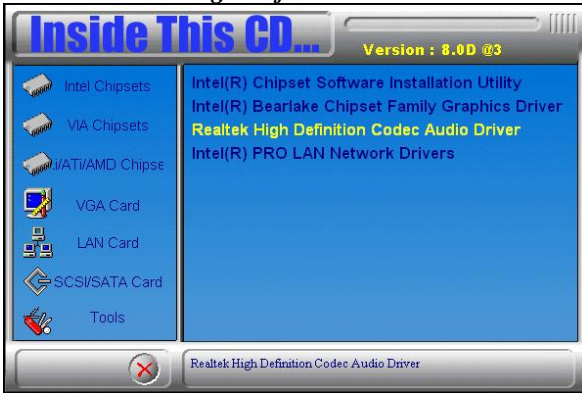 Inside This CD...
Version : 8.0D @3
Intel Chipsets
VIA Chipsets
i/ATi/AMD Chipse
VGA Card
LAN Card
SCSI/SATA Card
Tools
Intel(R) Chipset Software Installation Utility
Intel(R) Bearlake Chipset Family Graphics Driver
Realtek High Definition Codec Audio Driver
Intel(R) PRO LAN Network Drivers
Realtek High Definition Codec Audio Driver